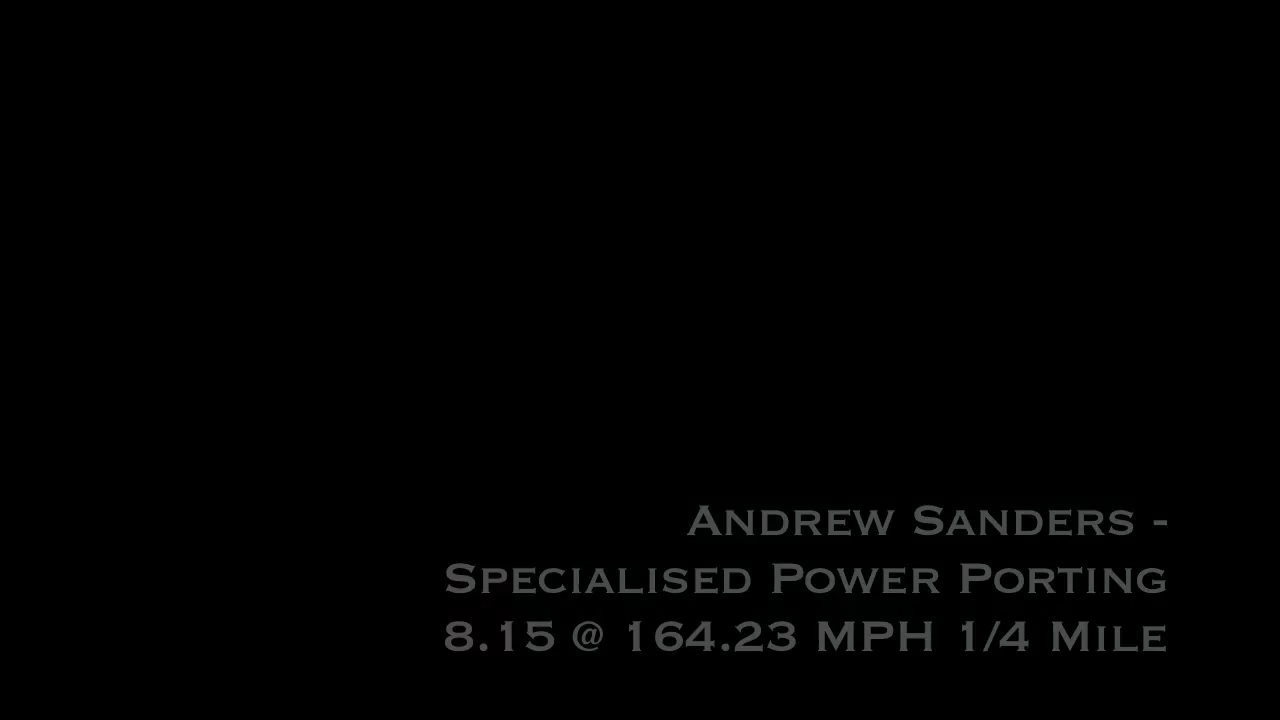 Andrew Sanders -
Specialised Power Porting
8.15 @ 164.23 MPH 1/4 Mile